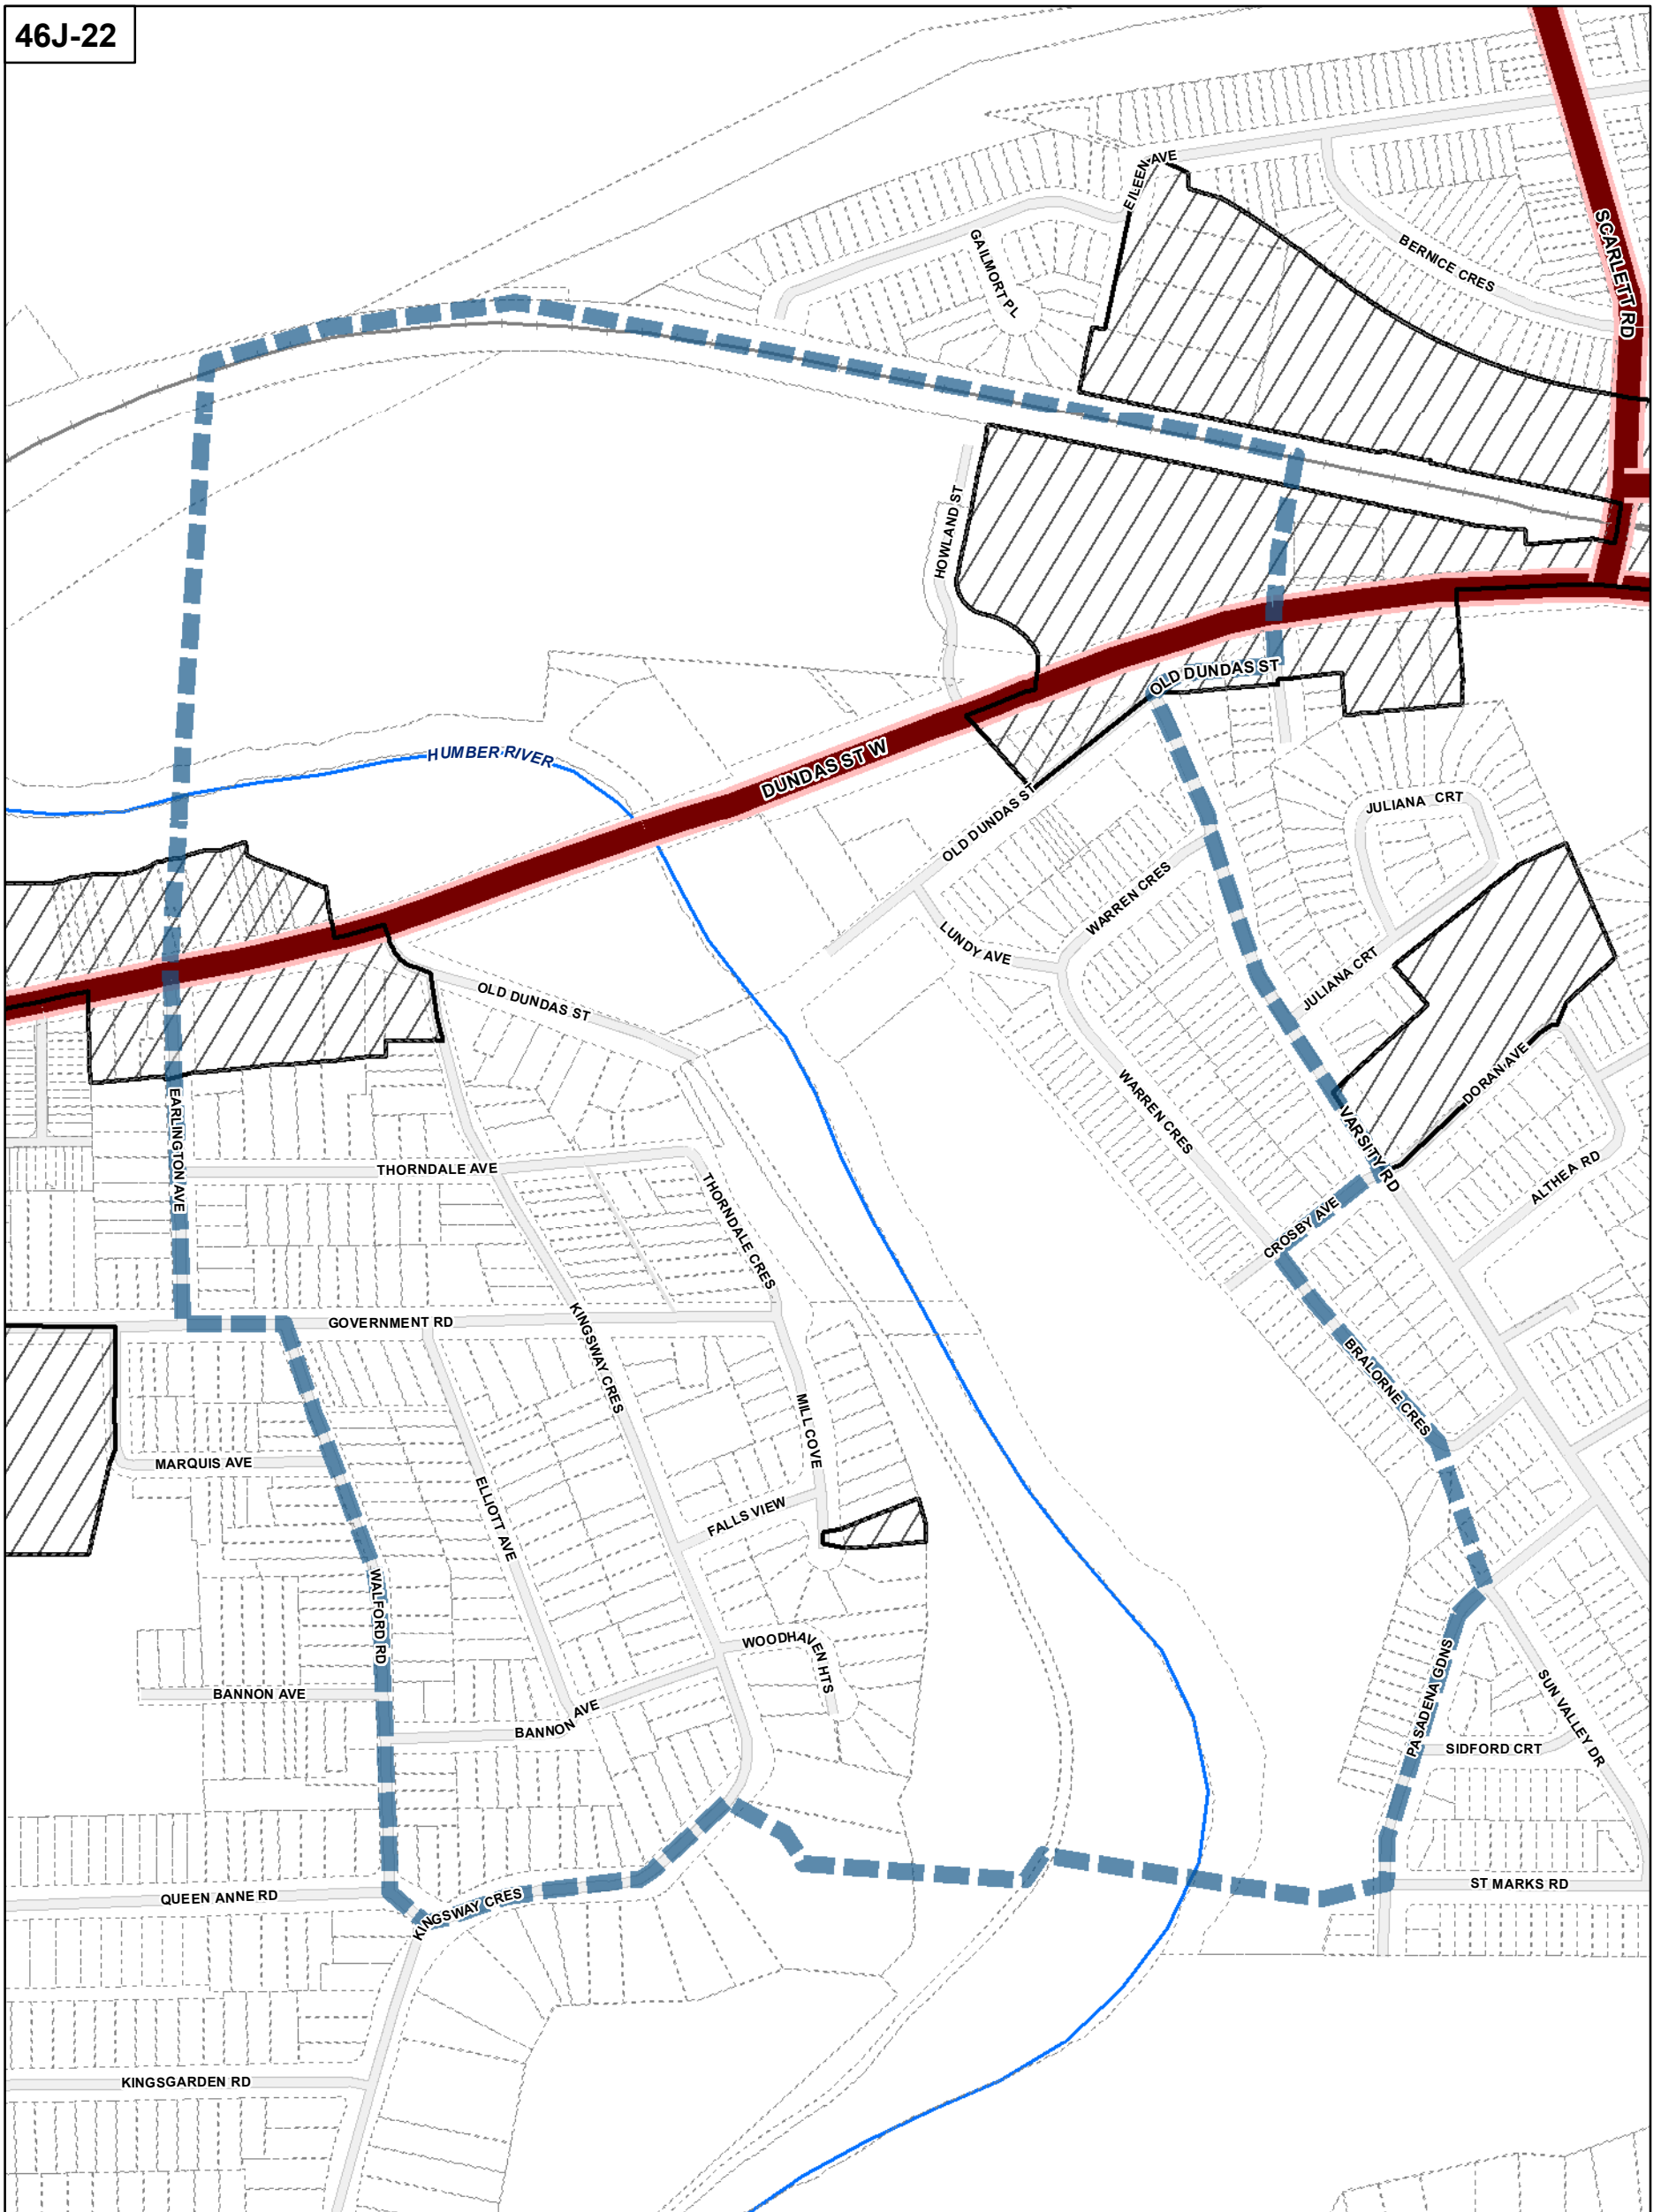 46J-22
EILEEN AVE
SCARLETT RD
GAILMORT PL
BERNICE CRES
HOWLAND ST
OLD DUNDAS ST
HUMBER RIVER
DUNDAS ST W
JULIANA CRT
OLD DUNDAS ST
WARREN CRES
LUNDY AVE
JULIANA CRT
OLD DUNDAS ST
DORAN AVE
EARLINGTON AVE
WARREN CRES
VARSITY RD
THORNDALE AVE
ALTHEA RD
THORNDALE CRES
CROSBY AVE
GOVERNMENT RD
KINGSWAY CRES
BRALORNE CRES
MILL COVE
MARQUIS AVE
ELLIOTT AVE
FALLS VIEW
WALFORD RD
WOODHAVEN HTS
PASADENA GDNS
SUN VALLEY DR
BANNON AVE
BANNON AVE
SIDFORD CRT
ST MARKS RD
QUEEN ANNE RD
KINGSWAY CRES
KINGSGARDEN RD